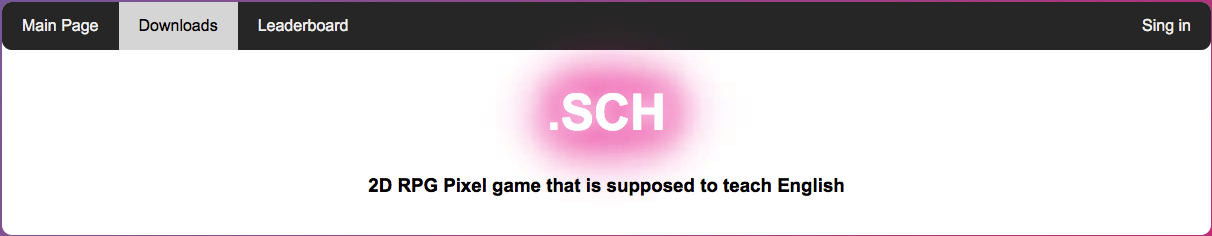 Main Page Downloads Leaderboard Sing in
.SCH
2D RPG Pixel game that is supposed to teach English